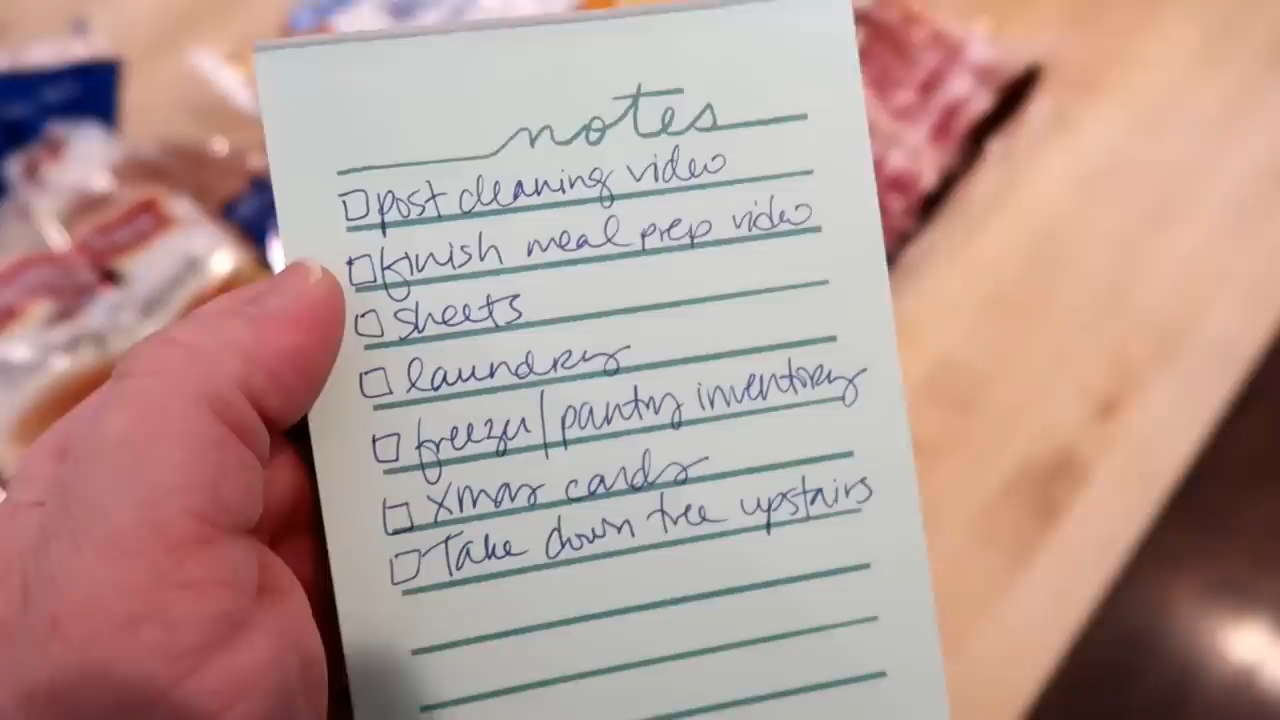 notes
post cleaning video
finish meal prep video
sheets
laundry
freezer/pantry inventory
xmas cards
Take down tree upstairs